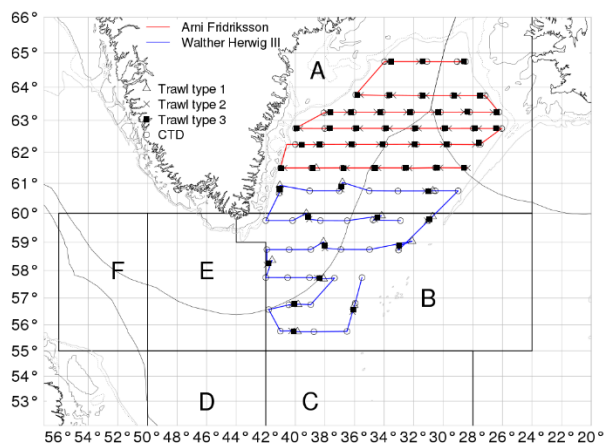 66°
65°
64°
63°
62°
61°
60°
59°
58°
57°
56°
55°
54°
53°
Arni Fridriksson
Walther Herwig III
A
Trawl type 1
Trawl type 2
Trawl type 3
CTD
F E
B
D C
56° 52° 50° 48° 46° 44° 42° 40° 38° 36° 34° 32° 30° 28° 26° 24° 20°